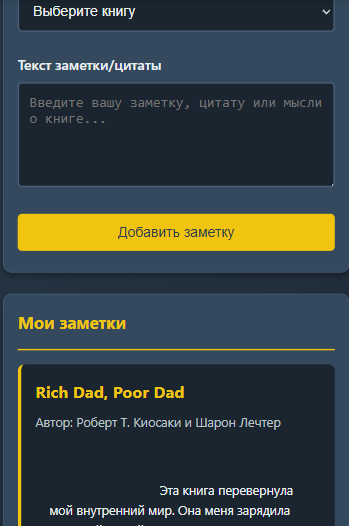 Выберите книгу
Текст заметки/цитаты
Введите вашу заметку, цитату или мысли
о книге...
Добавить заметку
Мои заметки
Rich Dad, Poor Dad
Автор: Роберт Т. Киосаки и Шарон Лечтер
Эта книга перевернула
мой внутренний мир. Она меня зарядила